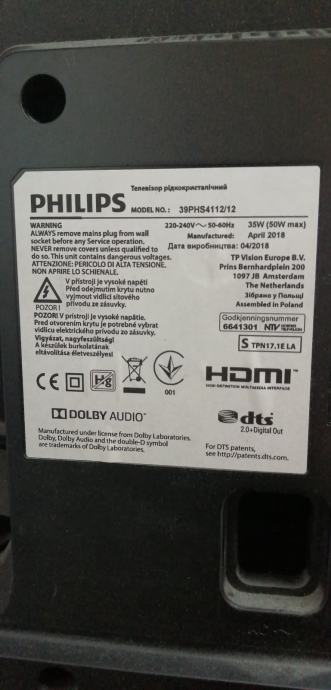 Телевізор рідкокристалічний
PHILIPS MODEL NO.: 39PHS4112/12
WARNING
ALWAYS remove mains plug from wall
socket before any Service operation.
NEVER remove covers unless qualified to
do so. This unit contains dangerous voltages.
ATTENZIONE: PERICOLO DI ALTA TENSIONE.
NON APRIRE LO SCHIENALE.
220-240V~ 50-60Hz 35W (50W max)
Manufactured: April 2018
Дата виробництва: 04/2018
TP Vision Europe B.V.
Prins Bernhardplein 200
1097 JB Amsterdam
The Netherlands
Зібрано у Польщі
Assembled in Poland
V přístroji je vysoké napětí
Před odejmutím krytu nutno
vyjmout vidlici síťového
přívodu ze zásuvky.
POZOR!
POZOR! V prístroji je vysoké napätie.
Pred otvorením krytu je potrebné vybrať
vidlicu elektrického prívodu zo zásuvky.
Vigyázat, nagyfeszültség!
A készülek burkolatának
eltávolítása életveszélyes!
Godkjenningsnummer
6641301
S TPN17.1E LA
CE
Hg
001
HDMI
HIGH-DEFINITION MULTIMEDIA INTERFACE
DOLBY AUDIO™
dts
2.0+Digital Out
Manufactured under license from Dolby Laboratories.
Dolby, Dolby Audio and the double-D symbol
are trademarks of Dolby Laboratories.
For DTS patents,
see http://patents.dts.com.